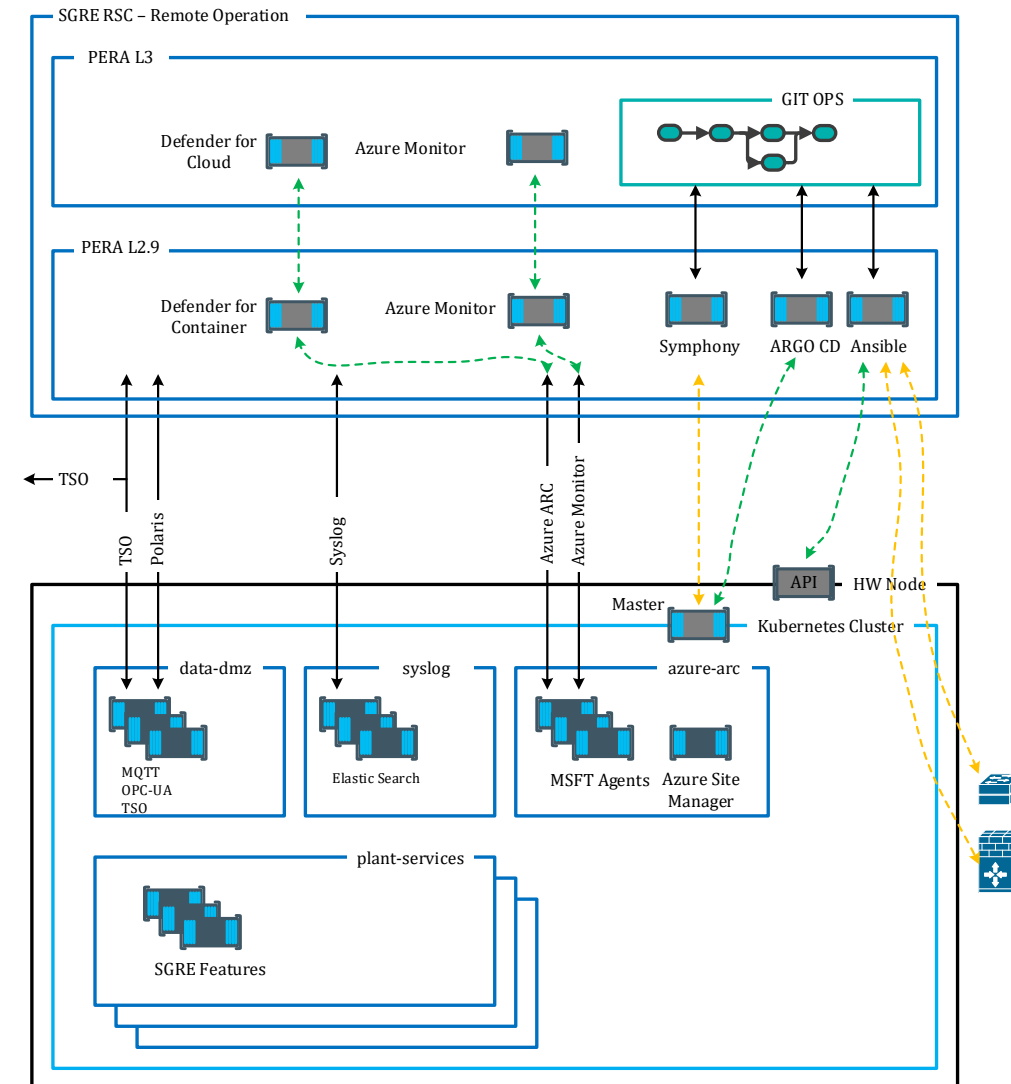 SGRE RSC – Remote Operation
PERA L3
GIT OPS
Defender for
Cloud
Azure Monitor
PERA L2.9
Defender for
Container
Azure Monitor
Symphony
ARGO CD
Ansible
TSO
TSO
Polaris
Syslog
Azure ARC
Azure Monitor
API
HW Node
Master
Kubernetes Cluster
data-dmz
syslog
azure-arc
MQTT
OPC-UA
TSO
Elastic Search
MSFT Agents
Azure Site
Manager
plant-services
SGRE Features